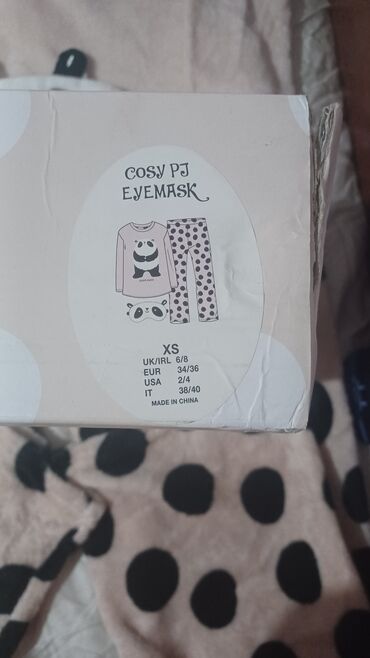 COSY PJ
EYEMASK
XS
UK/IRL 6/8
EUR 34/36
USA 2/4
IT 38/40
MADE IN CHINA